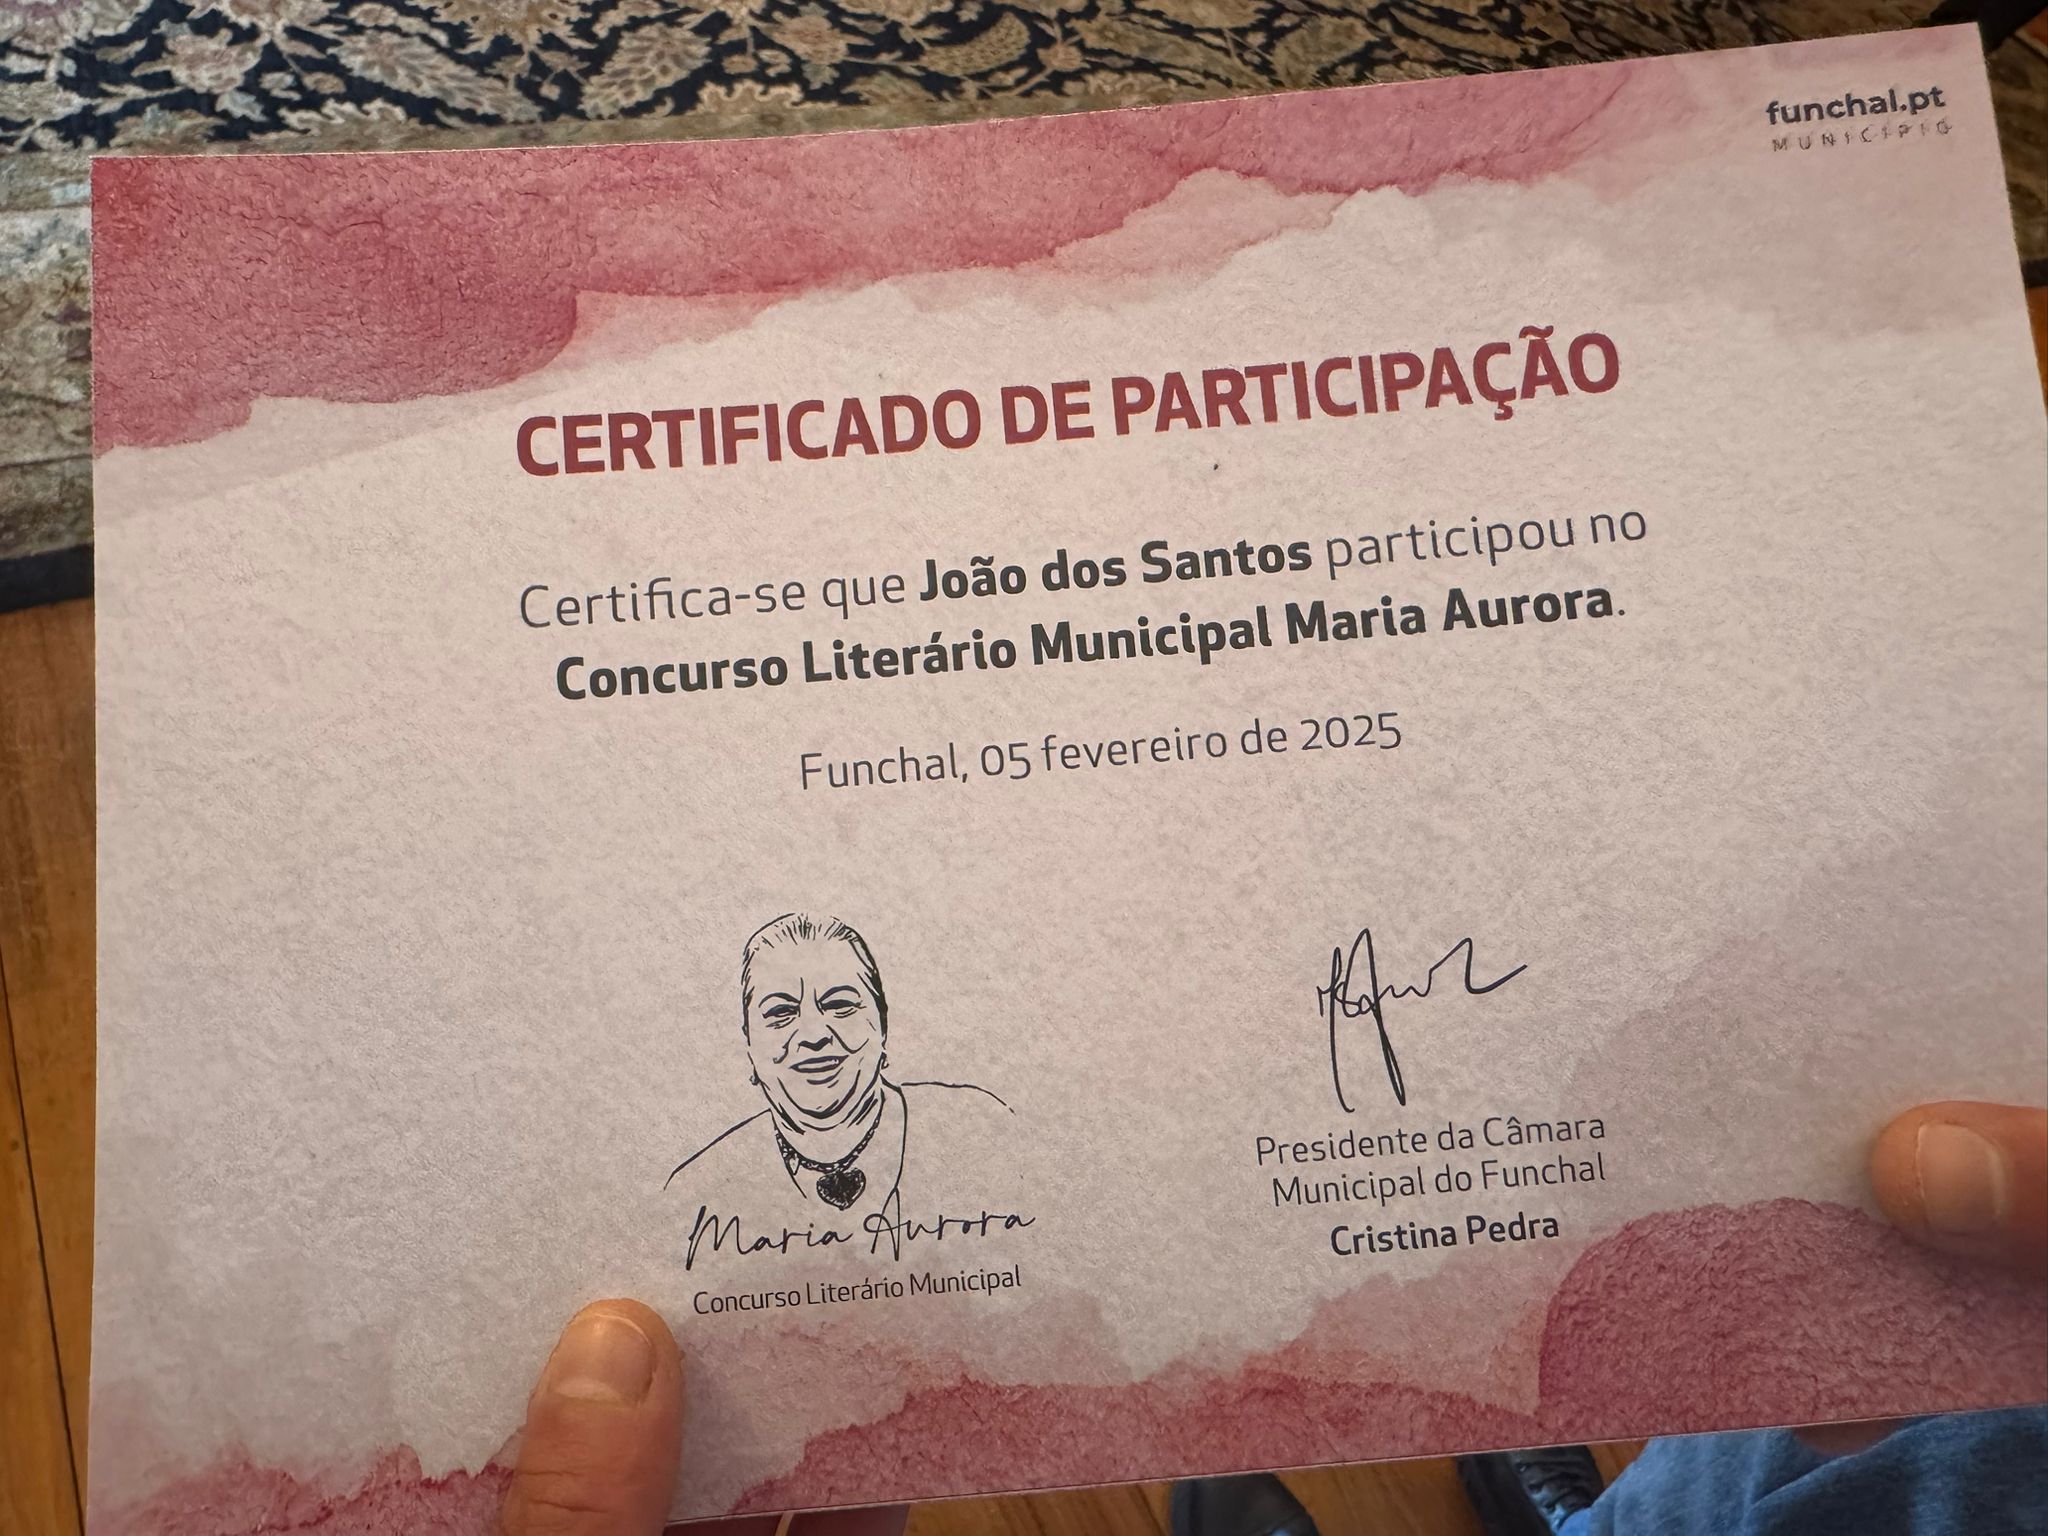 funchal.pt
MUNICÍPIO
CERTIFICADO DE PARTICIPAÇÃO
Certifica-se que João dos Santos participou no
Concurso Literário Municipal Maria Aurora.
Funchal, 05 fevereiro de 2025
Maria Aurora
Concurso Literário Municipal
Presidente da Câmara
Municipal do Funchal
Cristina Pedra